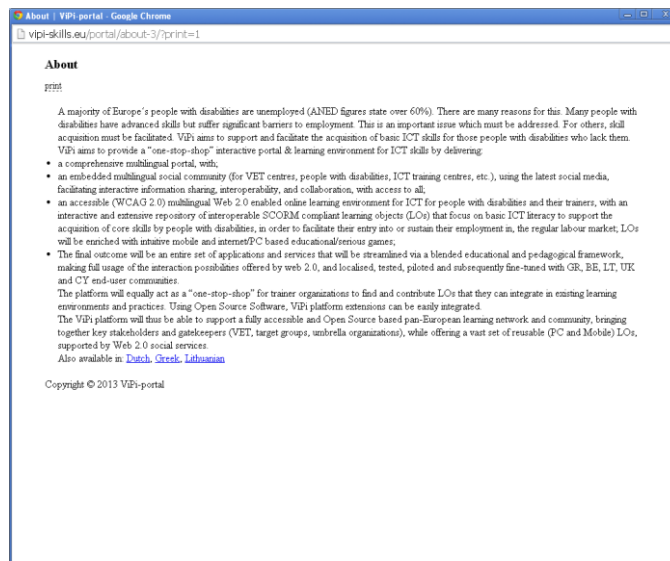 About | ViPi-portal - Google Chrome
vipi-skills.eu/portal/about-3/?print=1
About
print
A majority of Europe's people with disabilities are unemployed (ANED figures state over 60%). There are many reasons for this. Many people with
disabilities have advanced skills but suffer significant barriers to employment. This is an important issue which must be addressed. For others, skill
acquisition must be facilitated. ViPi aims to support and facilitate the acquisition of basic ICT skills for those people with disabilities who lack them.
ViPi aims to provide a “one-stop-shop” interactive portal & learning environment for ICT skills by delivering:
• a comprehensive multilingual portal, with;
• an embedded multilingual social community (for VET centres, people with disabilities, ICT training centres, etc.), using the latest social media,
facilitating interactive information sharing, interoperability, and collaboration, with access to all;
• an accessible (WCAG 2.0) multilingual Web 2.0 enabled online learning environment for ICT for people with disabilities and their trainers, with an
interactive and extensive repository of interoperable SCORM compliant learning objects (LOs) that focus on basic ICT literacy to support the
acquisition of core skills by people with disabilities, in order to facilitate their entry into or sustain their employment in, the regular labour market; LOs
will be enriched with intuitive mobile and internet/PC based educational/serious games;
• The final outcome will be an entire set of applications and services that will be streamlined via a blended educational and pedagogical framework,
making full usage of the interaction possibilities offered by web 2.0, and localised, tested, piloted and subsequently fine-tuned with GR, BE, LT, UK
and CY end-user communities.
The platform will equally act as a “one-stop-shop” for trainer organizations to find and contribute LOs that they can integrate in existing learning
environments and practices. Using Open Source Software, ViPi platform extensions can be easily integrated.
The ViPi platform will thus be able to support a fully accessible and Open Source based pan-European learning network and community, bringing
together key stakeholders and gatekeepers (VET, target groups, umbrella organizations), while offering a vast set of reusable (PC and Mobile) LOs,
supported by Web 2.0 social services.
Also available in: Dutch, Greek, Lithuanian
Copyright © 2013 ViPi-portal